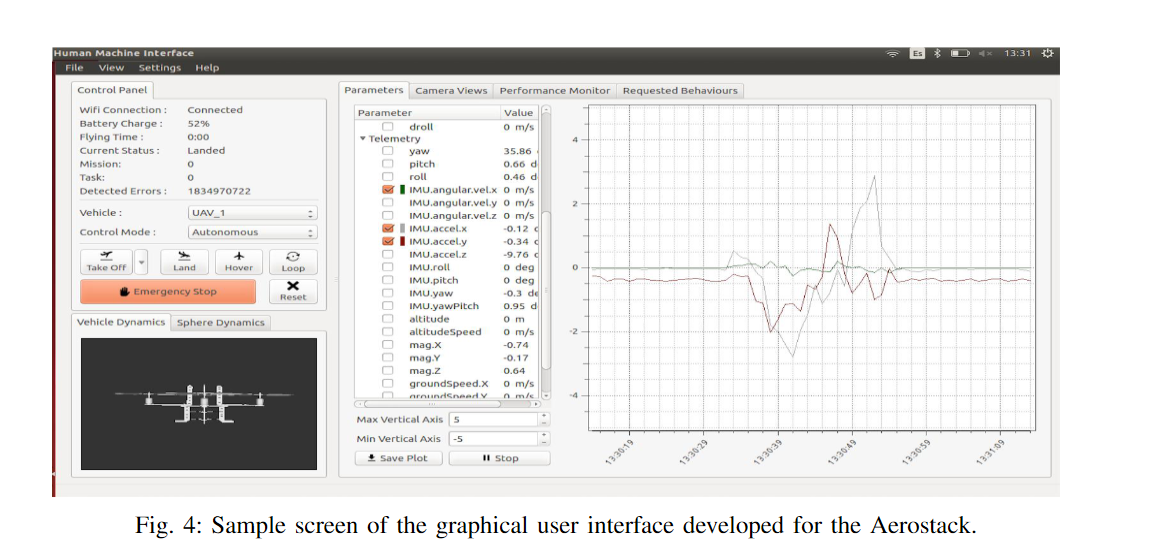 Human Machine Interface
Es
13:31
File View Settings Help
Control Panel
Wifi Connection : Connected
Battery Charge : 52%
Flying Time : 0:00
Current Status : Landed
Mission: 0
Task: 0
Detected Errors : 1834970722
Vehicle : UAV_1
Control Mode : Autonomous
Take Off
Land
Hover
Loop
Emergency Stop
Reset
Vehicle Dynamics Sphere Dynamics
Parameters Camera Views Performance Monitor Requested Behaviours
Parameter Value
droll 0 m/s
Telemetry
yaw 35.86
pitch 0.66 d
roll 0.46 d
IMU.angular.vel.x 0 m/s
IMU.angular.vel.y 0 m/s
IMU.angular.vel.z 0 m/s
IMU.accel.x -0.12
IMU.accel.y -0.34
IMU.accel.z -9.76
IMU.roll 0 deg
IMU.pitch 0 deg
IMU.yaw -0.3 de
IMU.yawPitch 0.95 d
altitude 0 m
altitudeSpeed 0 m/s
mag.X -0.74
mag.Y -0.17
mag.Z 0.64
groundSpeed.X 0 m/s
groundSpeed.Y 0 m/s
Max Vertical Axis 5
Min Vertical Axis -5
Save Plot
Stop
4
2
0
-2
-4
13:30:19
13:30:29
13:30:39
13:30:49
13:30:59
13:31:09
Fig. 4: Sample screen of the graphical user interface developed for the Aerostack.